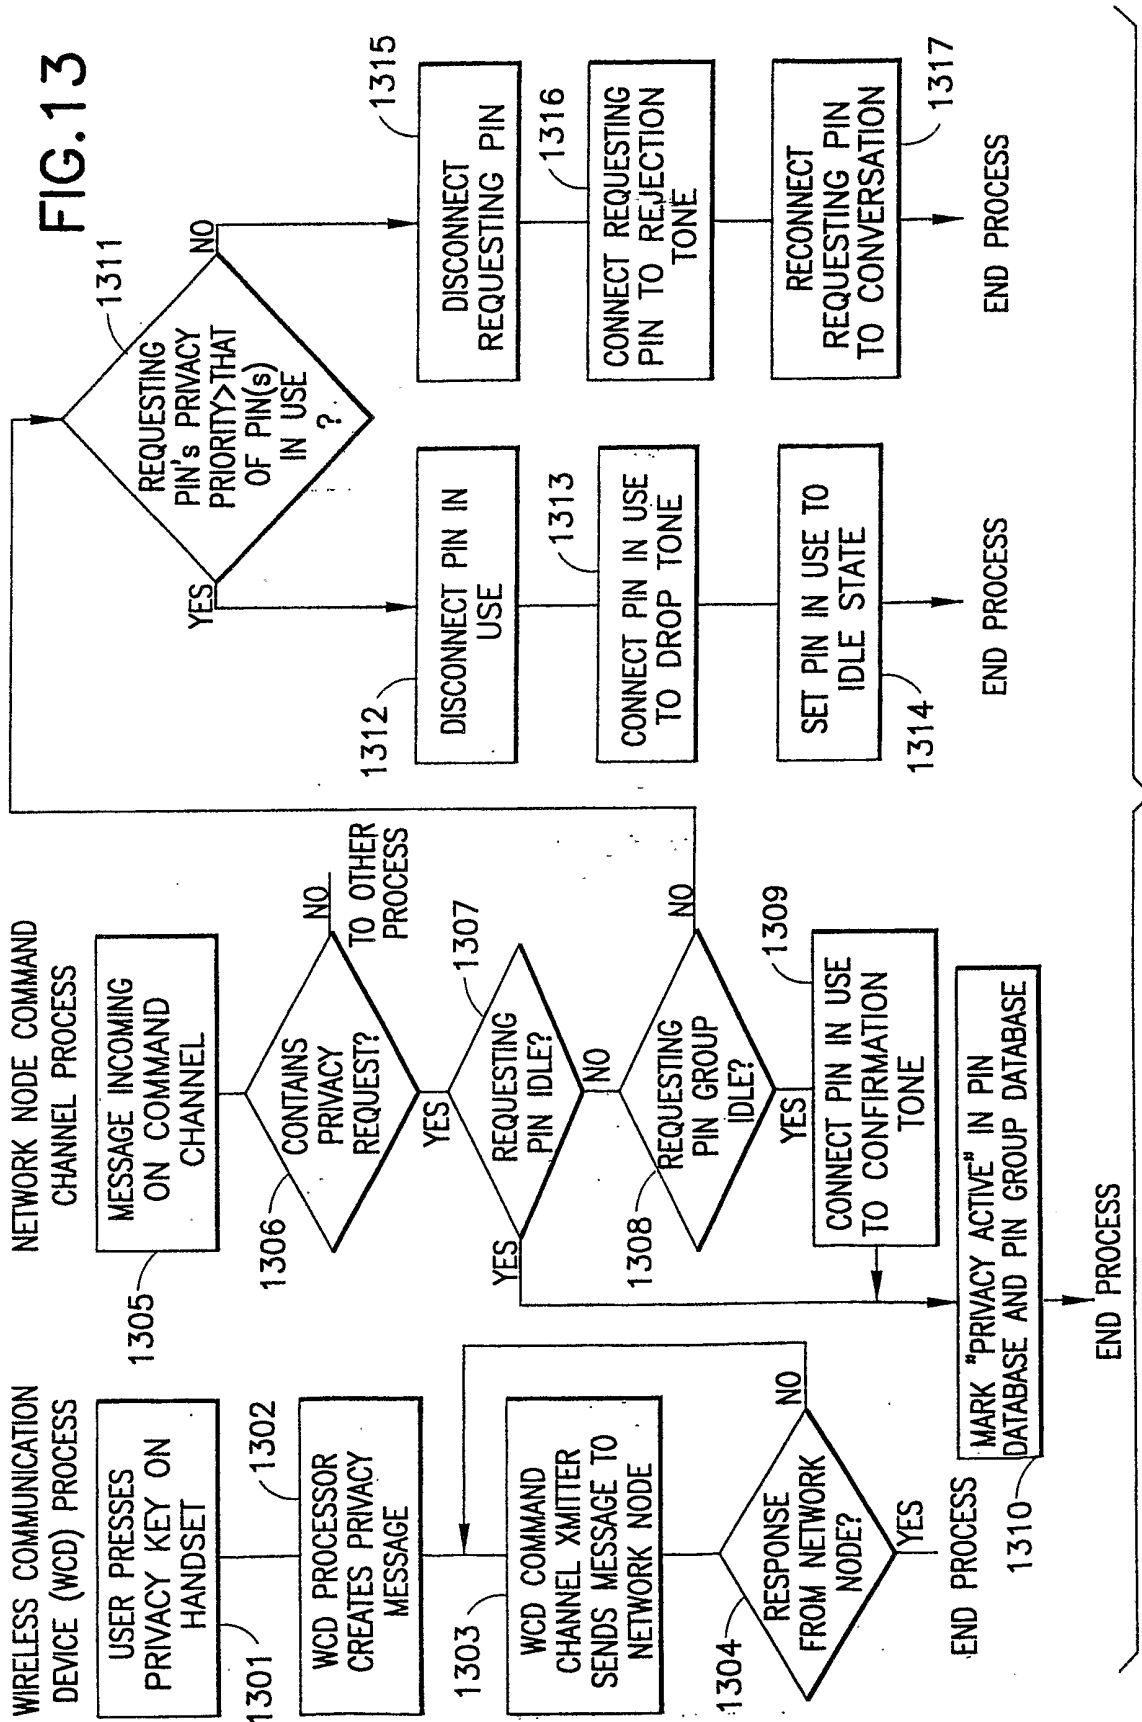 FIG.13
WIRELESS COMMUNICATION
DEVICE (WCD) PROCESS
USER PRESSES
PRIVACY KEY ON
HANDSET
1301
WCD PROCESSOR
CREATES PRIVACY
MESSAGE
1302
WCD COMMAND
CHANNEL XMITTER
SENDS MESSAGE TO
NETWORK NODE
1303
RESPONSE
FROM NETWORK
NODE?
1304
NO
YES
END PROCESS
NETWORK NODE COMMAND
CHANNEL PROCESS
MESSAGE INCOMING
ON COMMAND
CHANNEL
1305
CONTAINS
PRIVACY
REQUEST?
1306
NO
TO OTHER
PROCESS
YES
REQUESTING
PIN IDLE?
1307
YES
NO
REQUESTING
PIN GROUP
IDLE?
1308
NO
YES
CONNECT PIN IN USE
TO CONFIRMATION
TONE
1309
MARK "PRIVACY ACTIVE" IN PIN
DATABASE AND PIN GROUP DATABASE
1310
END PROCESS
REQUESTING
PIN's PRIVACY
PRIORITY>THAT
OF PIN(s)
IN USE
?
1311
YES
NO
DISCONNECT PIN IN
USE
1312
CONNECT PIN IN USE
TO DROP TONE
1313
SET PIN IN USE TO
IDLE STATE
1314
END PROCESS
DISCONNECT
REQUESTING PIN
1315
CONNECT REQUESTING
PIN TO REJECTION
TONE
1316
RECONNECT
REQUESTING PIN
TO CONVERSATION
1317
END PROCESS